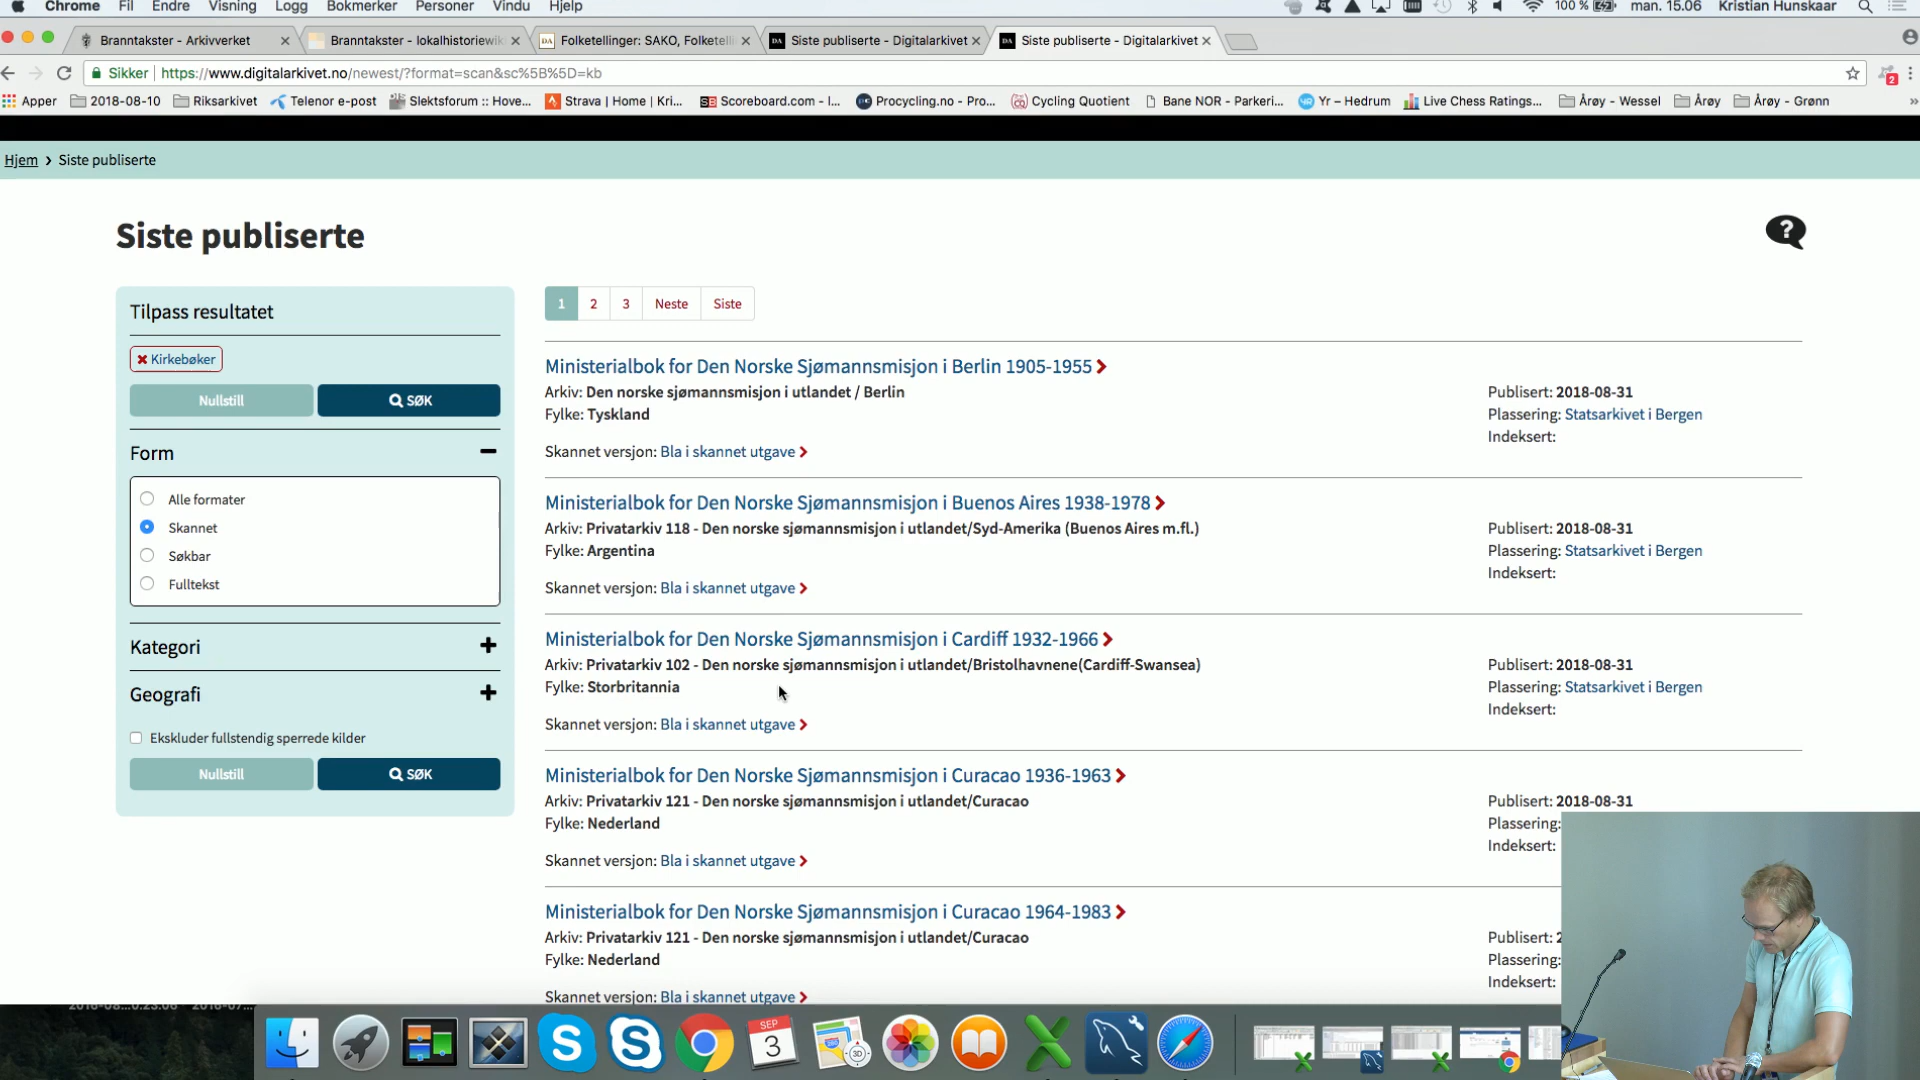 Chrome Fil Endre Visning Logg Bokmerker Personer Vindu Hjelp 100 % man. 15.06 Kristian Hunskaar
Branntakster - Arkivverket Branntakster - lokalhistoriewik Folketellinger: SAKO, Folketelli Siste publiserte - Digitalarkivet Siste publiserte - Digitalarkivet
Sikker https://www.digitalarkivet.no/newest/?format=scan&sc%5B%5D=kb 2
Apper 2018-08-10 Riksarkivet Telenor e-post Slektsforum :: Hove... Strava | Home | Kri... Scoreboard.com - l... Procycling.no - Pro... Cycling Quotient Bane NOR - Parkeri... Yr – Hedrum Live Chess Ratings... Årøy - Wessel Årøy Årøy - Grønn »
Hjem Siste publiserte
Siste publiserte
?
Tilpass resultatet
Kirkebøker
Nullstill SØK
Form
Alle formater
Skannet
Søkbar
Fulltekst
Kategori
Geografi
Ekskluder fullstendig sperrede kilder
Nullstill SØK
1 2 3 Neste Siste
Ministerialbok for Den Norske Sjømannsmisjon i Berlin 1905-1955
Arkiv: Den norske sjømannsmisjon i utlandet / Berlin
Fylke: Tyskland
Skannet versjon: Bla i skannet utgave
Publisert: 2018-08-31
Plassering: Statsarkivet i Bergen
Indeksert:
Ministerialbok for Den Norske Sjømannsmisjon i Buenos Aires 1938-1978
Arkiv: Privatarkiv 118 - Den norske sjømannsmisjon i utlandet/Syd-Amerika (Buenos Aires m.fl.)
Fylke: Argentina
Skannet versjon: Bla i skannet utgave
Publisert: 2018-08-31
Plassering: Statsarkivet i Bergen
Indeksert:
Ministerialbok for Den Norske Sjømannsmisjon i Cardiff 1932-1966
Arkiv: Privatarkiv 102 - Den norske sjømannsmisjon i utlandet/Bristolhavnene(Cardiff-Swansea)
Fylke: Storbritannia
Skannet versjon: Bla i skannet utgave
Publisert: 2018-08-31
Plassering: Statsarkivet i Bergen
Indeksert:
Ministerialbok for Den Norske Sjømannsmisjon i Curacao 1936-1963
Arkiv: Privatarkiv 121 - Den norske sjømannsmisjon i utlandet/Curacao
Fylke: Nederland
Skannet versjon: Bla i skannet utgave
Publisert: 2018-08-31
Plassering:
Indeksert:
Ministerialbok for Den Norske Sjømannsmisjon i Curacao 1964-1983
Arkiv: Privatarkiv 121 - Den norske sjømannsmisjon i utlandet/Curacao
Fylke: Nederland
Skannet versjon: Bla i skannet utgave
Publisert: 2
Plassering:
Indeksert:
SEP
3